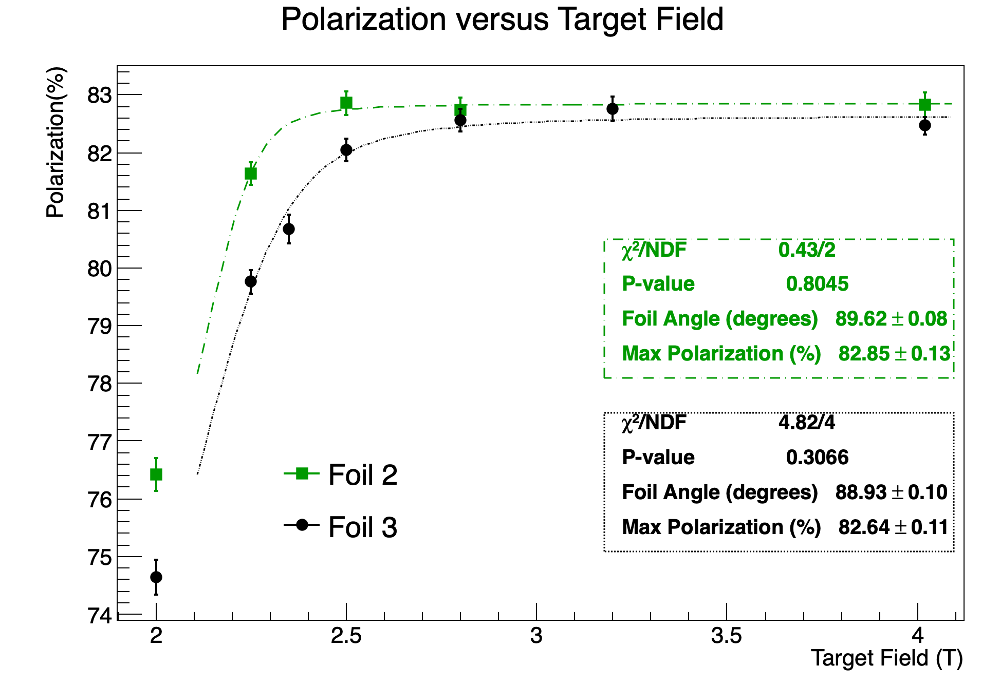 Polarization versus Target Field
Polarization(%)
83
82
81
80
79
78
77
76
75
74
χ²/NDF 0.43/2
P-value 0.8045
Foil Angle (degrees) 89.62 ± 0.08
Max Polarization (%) 82.85 ± 0.13
χ²/NDF 4.82/4
P-value 0.3066
Foil Angle (degrees) 88.93 ± 0.10
Max Polarization (%) 82.64 ± 0.11
Foil 2
Foil 3
2 2.5 3 3.5 4
Target Field (T)